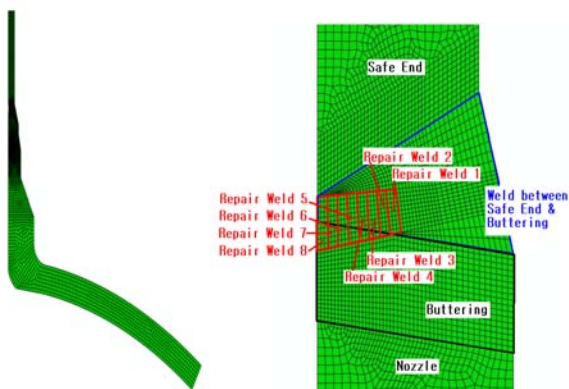 Safe End
Repair Weld 2
Repair Weld 1
Repair Weld 5
Repair Weld 6
Repair Weld 7
Repair Weld 8
Weld between
Safe End &
Buttering
Repair Weld 3
Repair Weld 4
Buttering
Nozzle